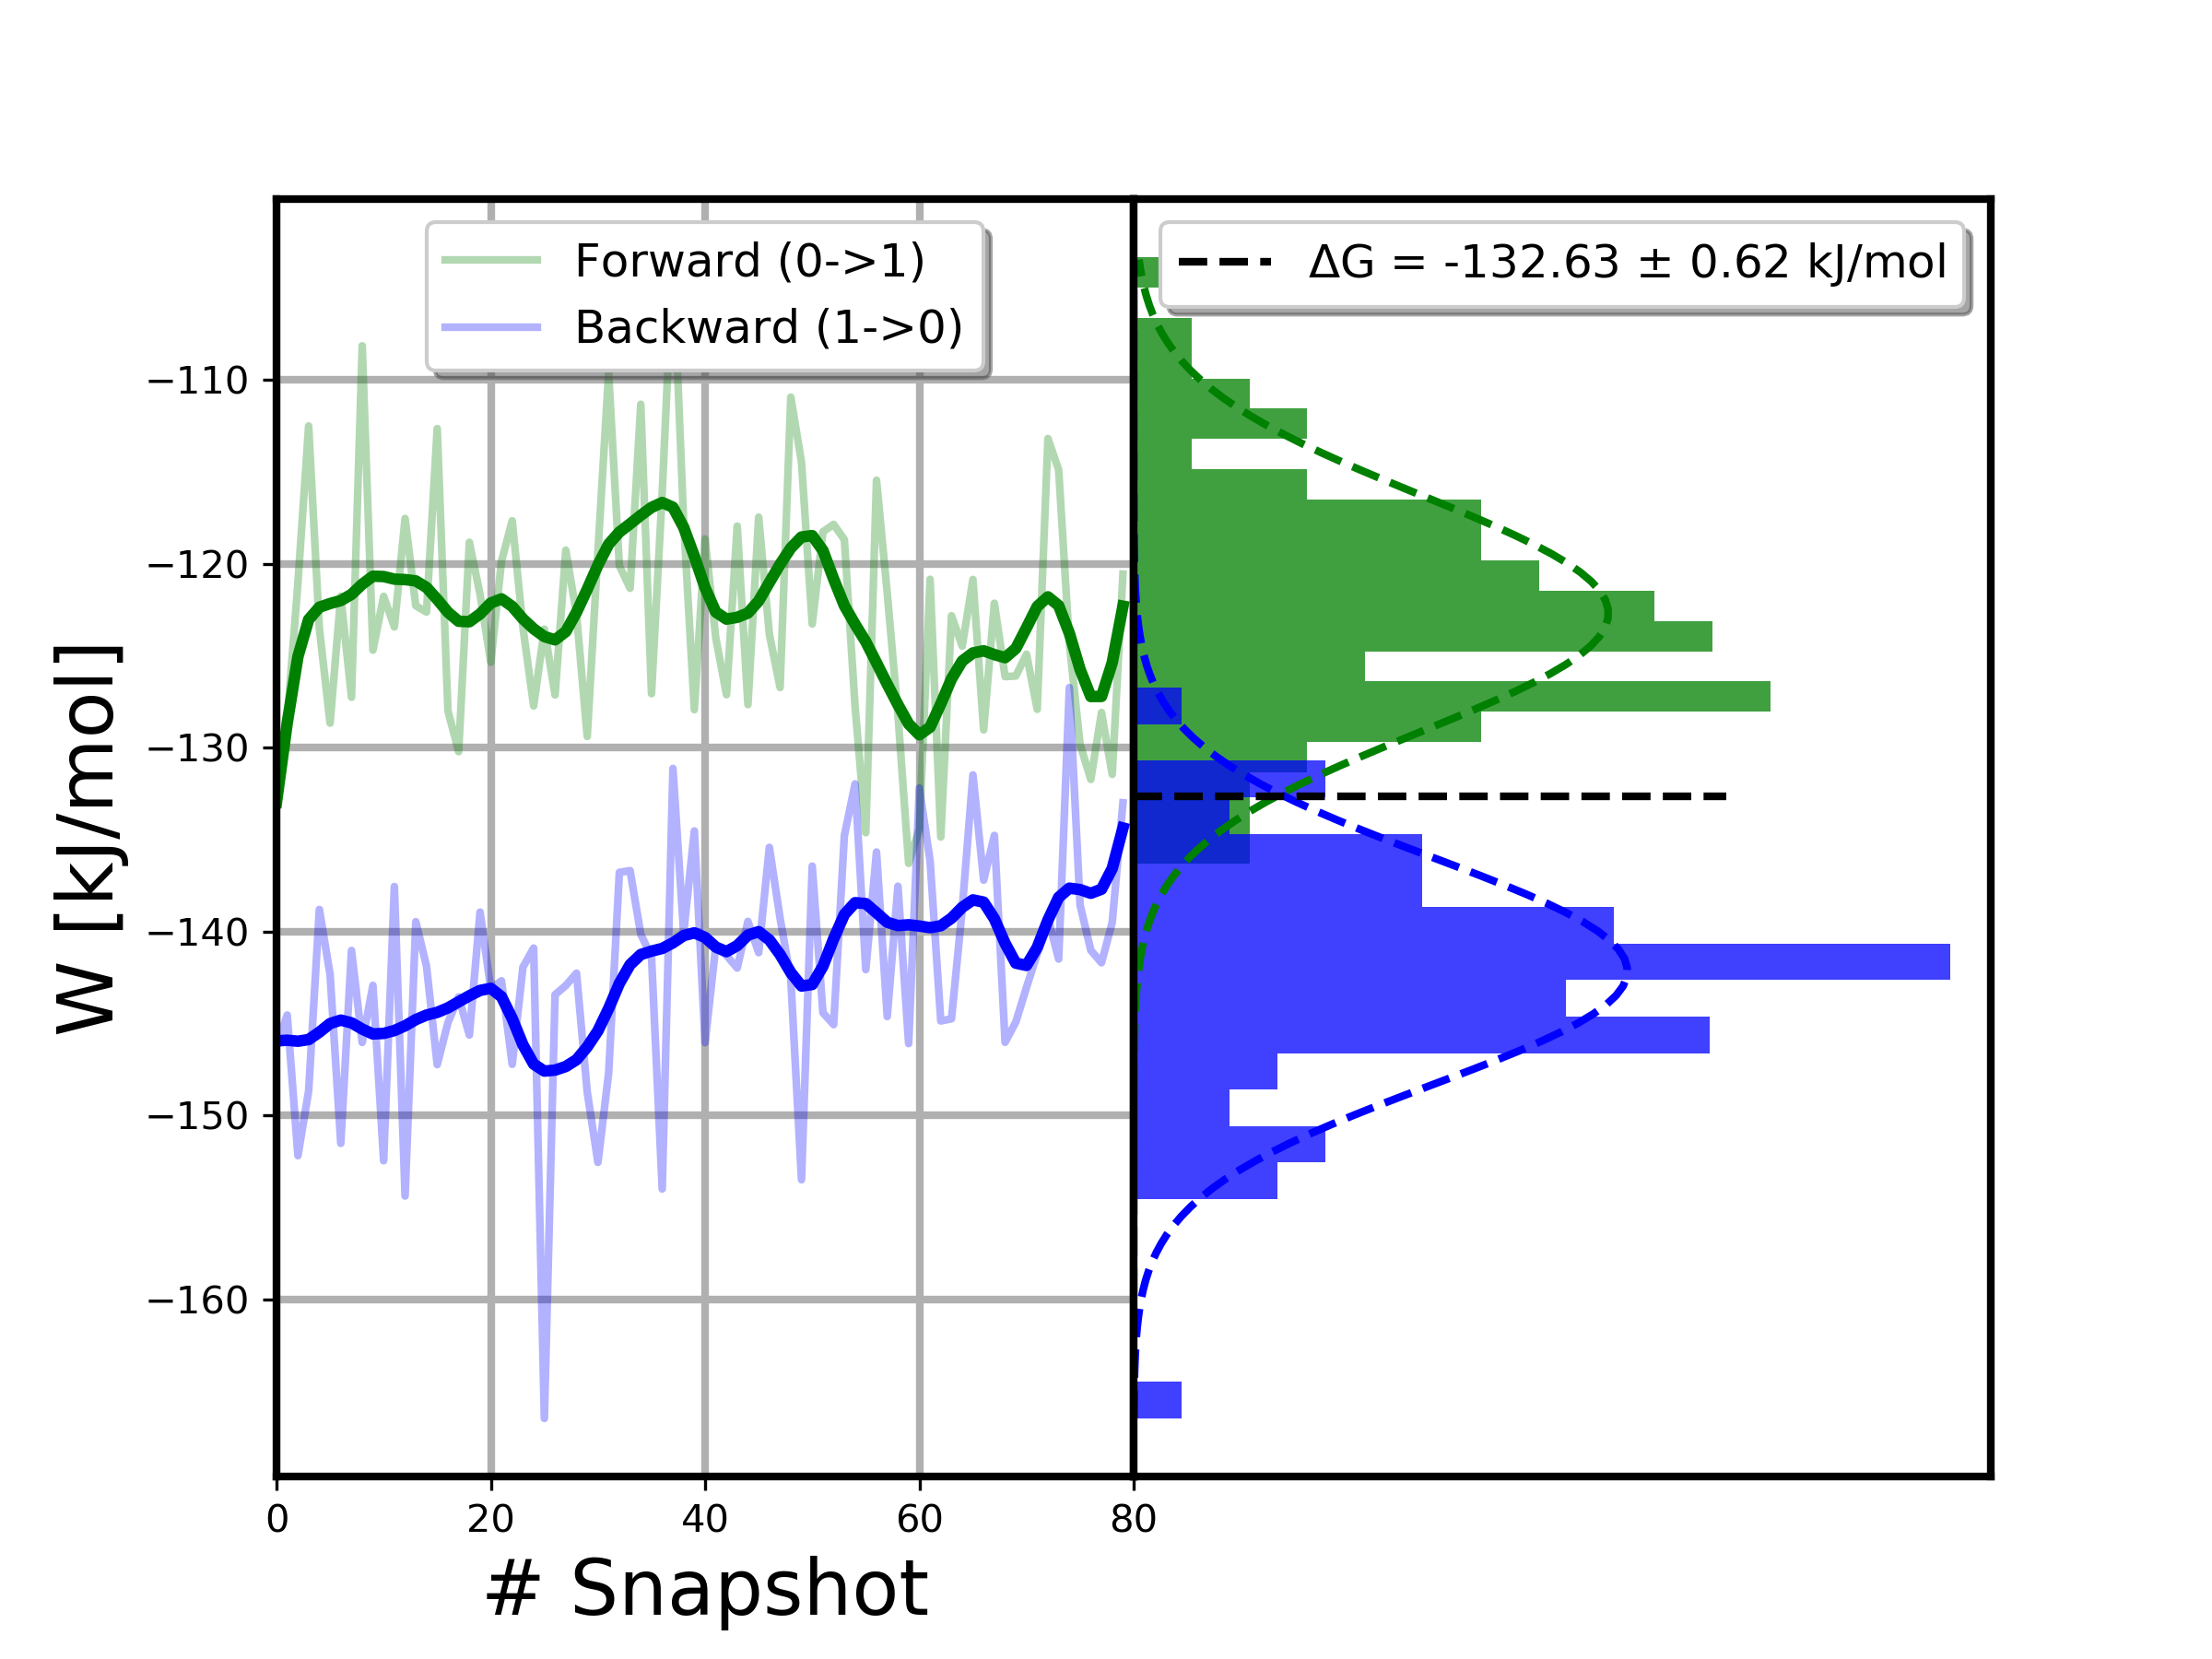 Forward (0->1)
Backward (1->0)
ΔG = -132.63 ± 0.62 kJ/mol
W [kJ/mol]
−110
−120
−130
−140
−150
−160
0 20 40 60 80
# Snapshot